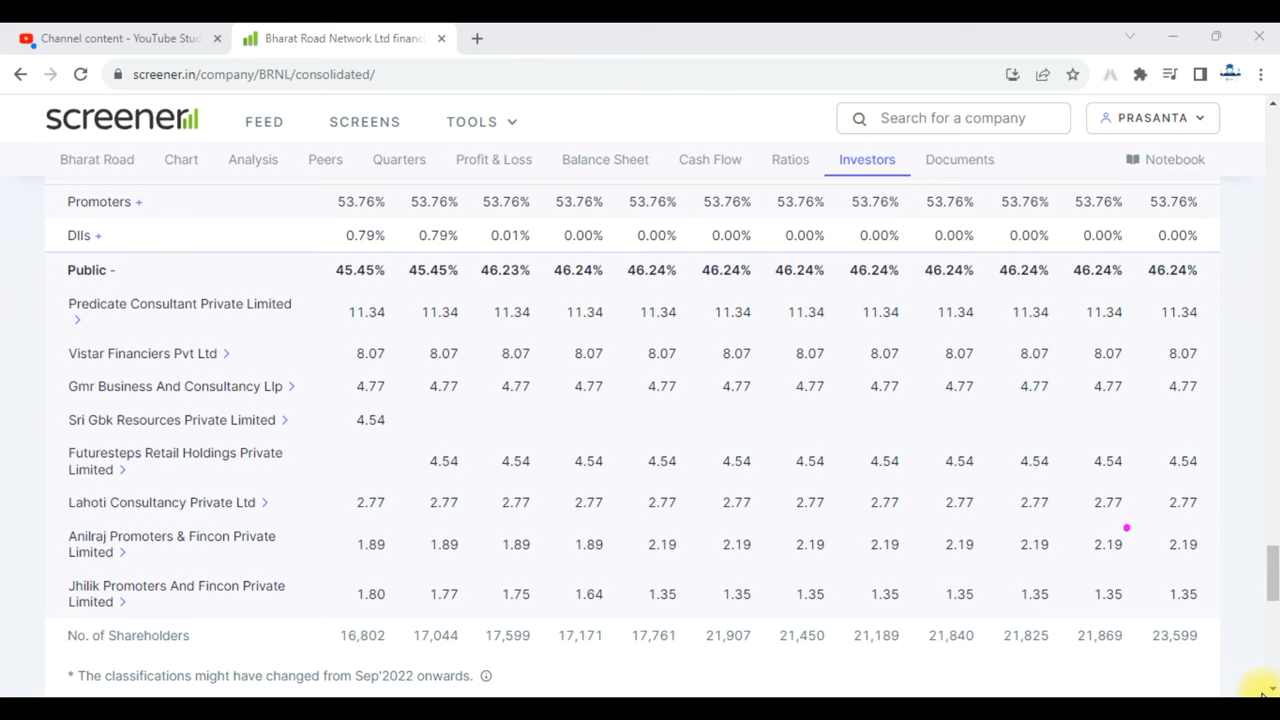 Channel content - YouTube Stud
Bharat Road Network Ltd financ
screener.in/company/BRNL/consolidated/
screener
FEED
SCREENS
TOOLS
Search for a company
PRASANTA
Bharat Road
Chart
Analysis
Peers
Quarters
Profit & Loss
Balance Sheet
Cash Flow
Ratios
Investors
Documents
Notebook
Promoters + 53.76% 53.76% 53.76% 53.76% 53.76% 53.76% 53.76% 53.76% 53.76% 53.76% 53.76% 53.76%
DIIs + 0.79% 0.79% 0.01% 0.00% 0.00% 0.00% 0.00% 0.00% 0.00% 0.00% 0.00% 0.00%
Public - 45.45% 45.45% 46.23% 46.24% 46.24% 46.24% 46.24% 46.24% 46.24% 46.24% 46.24% 46.24%
Predicate Consultant Private Limited 11.34 11.34 11.34 11.34 11.34 11.34 11.34 11.34 11.34 11.34 11.34 11.34
Vistar Financiers Pvt Ltd 8.07 8.07 8.07 8.07 8.07 8.07 8.07 8.07 8.07 8.07 8.07 8.07
Gmr Business And Consultancy Llp 4.77 4.77 4.77 4.77 4.77 4.77 4.77 4.77 4.77 4.77 4.77 4.77
Sri Gbk Resources Private Limited 4.54
Futuresteps Retail Holdings Private
Limited 4.54 4.54 4.54 4.54 4.54 4.54 4.54 4.54 4.54 4.54 4.54
Lahoti Consultancy Private Ltd 2.77 2.77 2.77 2.77 2.77 2.77 2.77 2.77 2.77 2.77 2.77 2.77
Anilraj Promoters & Fincon Private
Limited 1.89 1.89 1.89 1.89 2.19 2.19 2.19 2.19 2.19 2.19 2.19 2.19
Jhilik Promoters And Fincon Private
Limited 1.80 1.77 1.75 1.64 1.35 1.35 1.35 1.35 1.35 1.35 1.35 1.35
No. of Shareholders 16,802 17,044 17,599 17,171 17,761 21,907 21,450 21,189 21,840 21,825 21,869 23,599
* The classifications might have changed from Sep'2022 onwards.